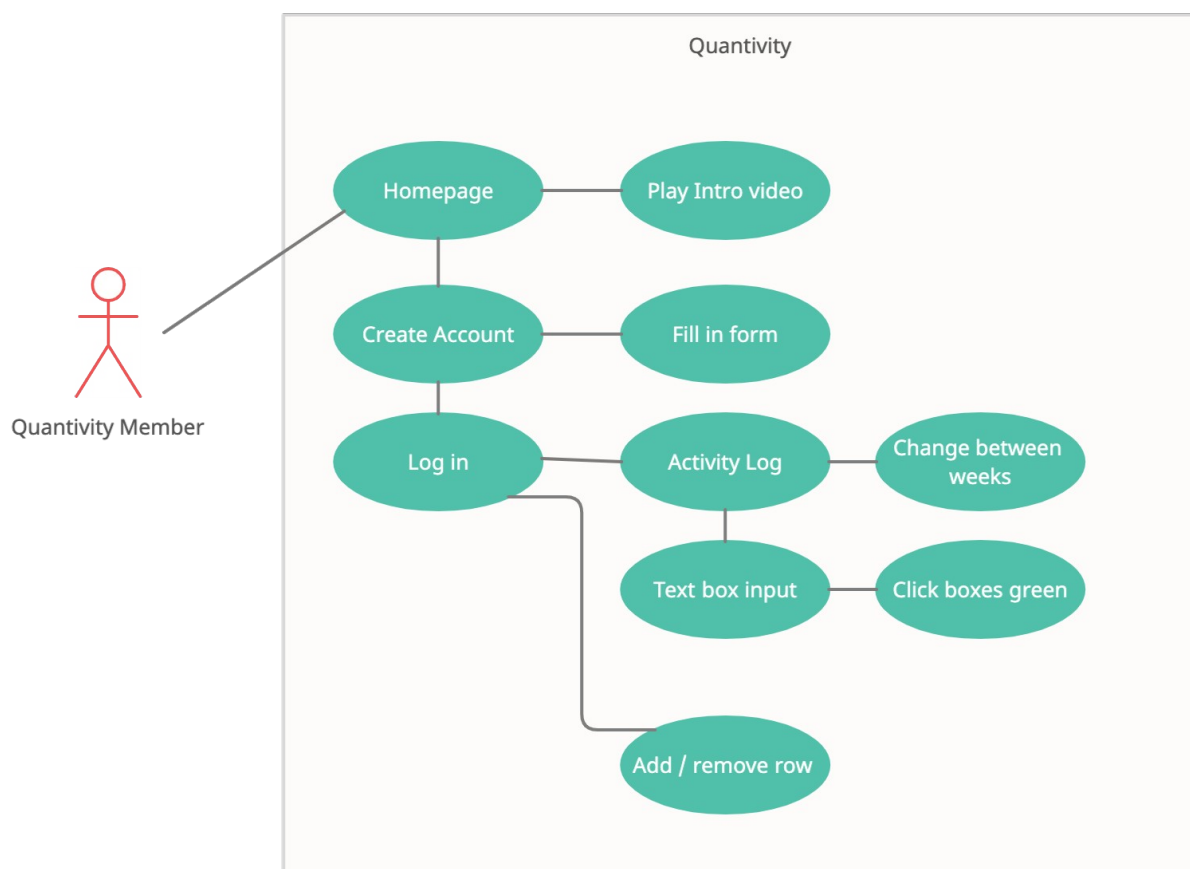 Quantivity
Homepage
Play Intro video
Create Account
Fill in form
Quantivity Member
Log in
Activity Log
Change between
weeks
Text box input
Click boxes green
Add / remove row